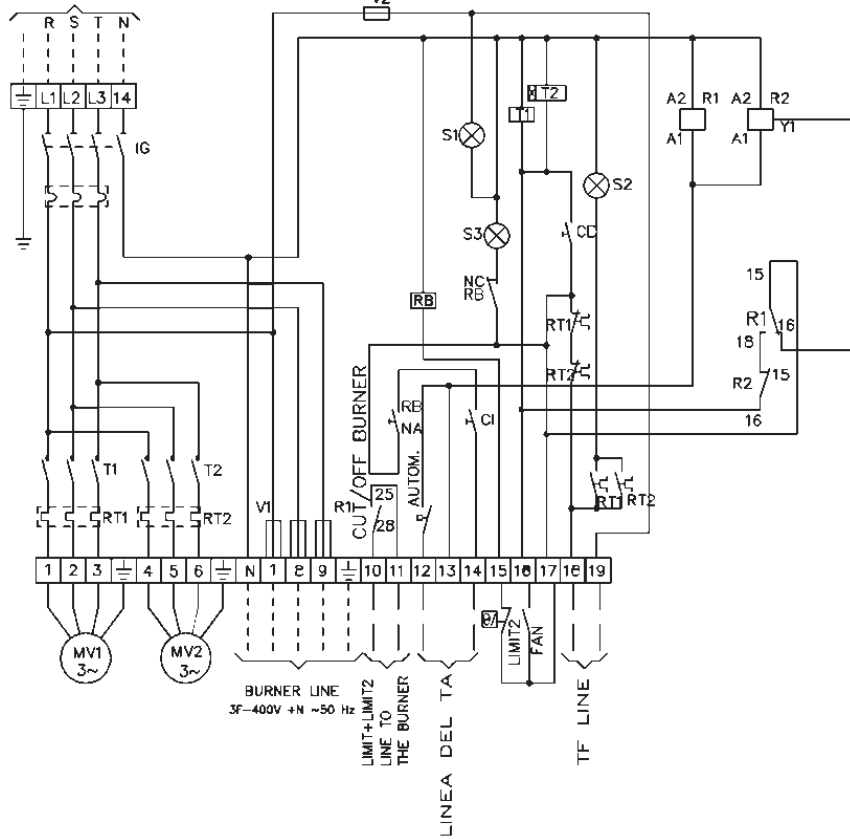 R S T N
V2
L1 L2 L3 14
IG
S1
T1
T2
S2
A2 R1
A1
A2 R2
A1
Y1
S3
CD
NC
RB
RB
RT1
RT2
15
R1
16
18
R2
15
16
CUT/OFF BURNER
RB
NA
CI
AUTOM.
T1
T2
RT1
RT2
V1
R1
25
28
RT1 RT2
1 2 3 4 5 6 N 1 8 9 10 11 12 13 14 15 16 17 18 19
MV1
3~
MV2
3~
LIMIT2
FAN
BURNER LINE
3F-400V +N ~50 Hz
LIMIT+LIMIT2
LINE TO
THE BURNER
LINEA DEL TA
TF LINE